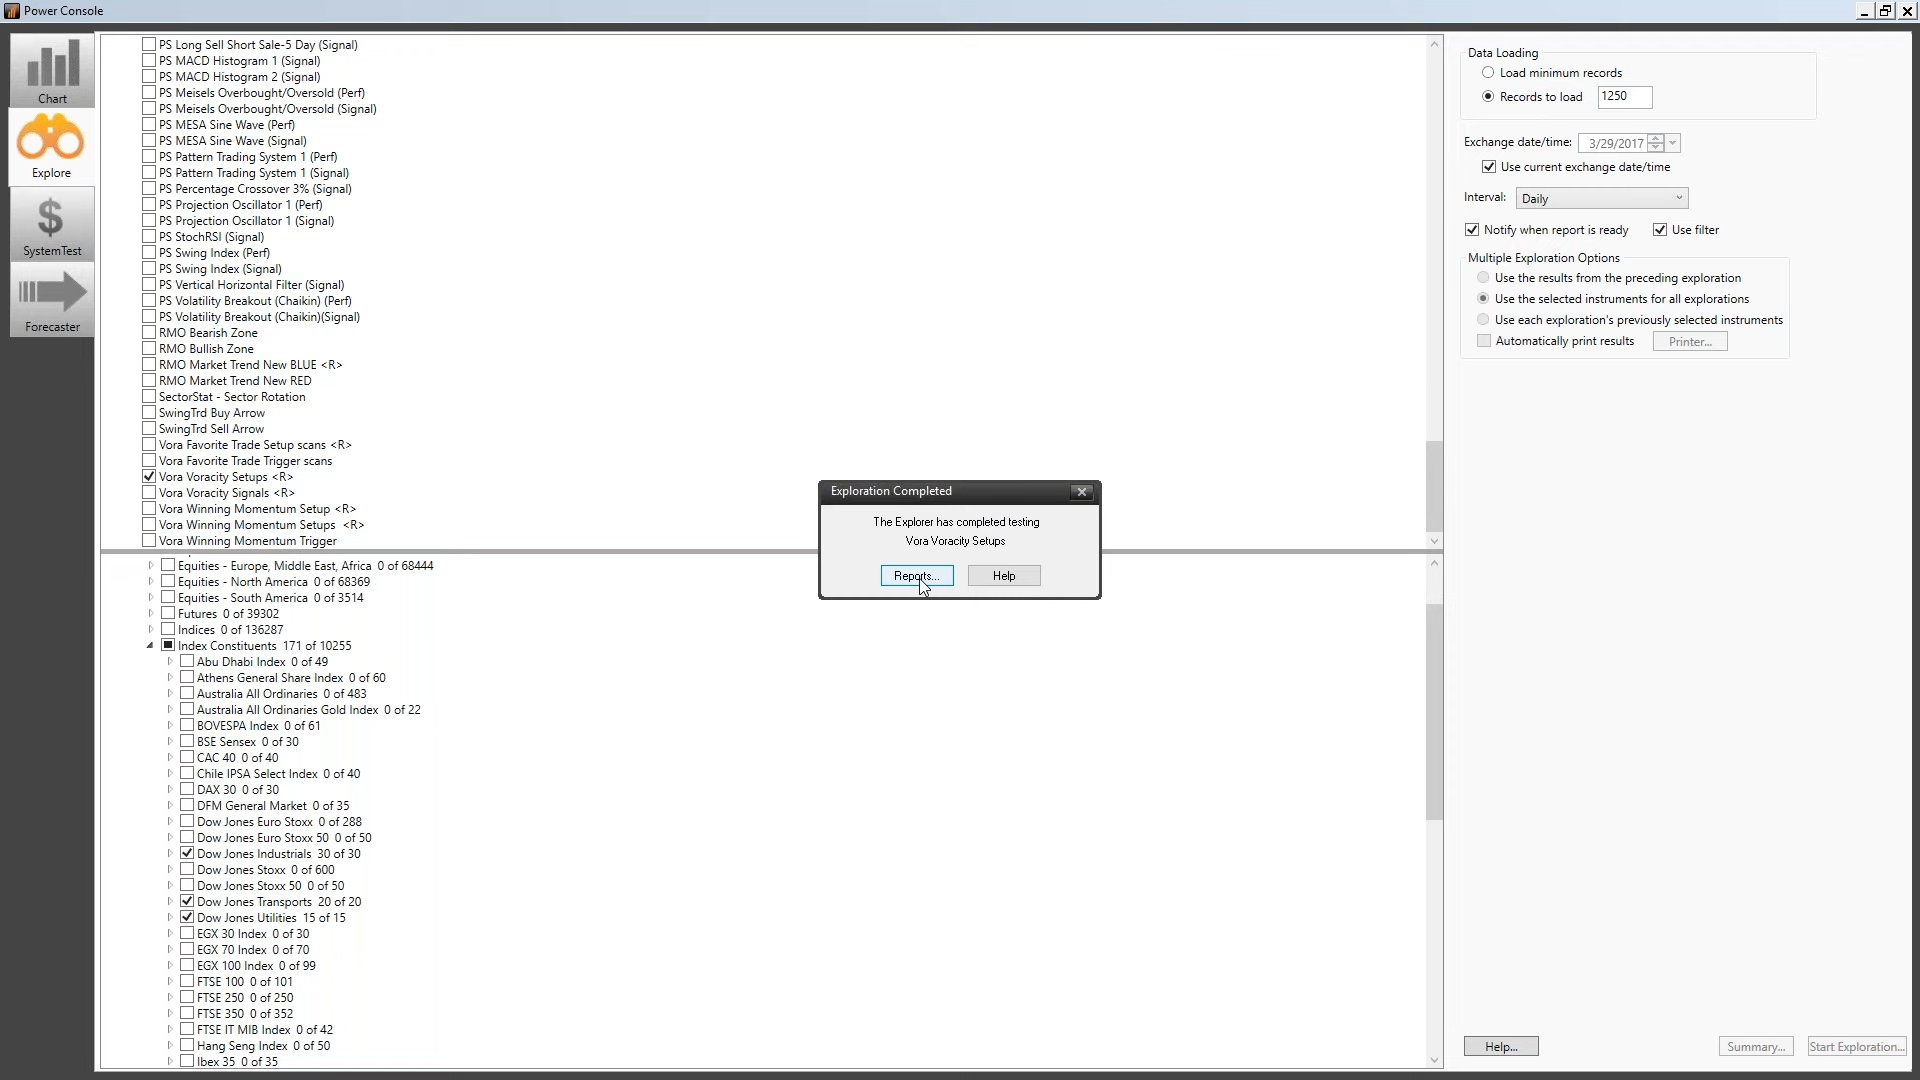 Power Console
Chart
Explore
SystemTest
Forecaster
PS Long Sell Short Sale-5 Day (Signal)
PS MACD Histogram 1 (Signal)
PS MACD Histogram 2 (Signal)
PS Meisels Overbought/Oversold (Perf)
PS Meisels Overbought/Oversold (Signal)
PS MESA Sine Wave (Perf)
PS MESA Sine Wave (Signal)
PS Pattern Trading System 1 (Perf)
PS Pattern Trading System 1 (Signal)
PS Percentage Crossover 3% (Signal)
PS Projection Oscillator 1 (Perf)
PS Projection Oscillator 1 (Signal)
PS StochRSI (Signal)
PS Swing Index (Perf)
PS Swing Index (Signal)
PS Vertical Horizontal Filter (Signal)
PS Volatility Breakout (Chaikin) (Perf)
PS Volatility Breakout (Chaikin)(Signal)
RMO Bearish Zone
RMO Bullish Zone
RMO Market Trend New BLUE <R>
RMO Market Trend New RED
SectorStat - Sector Rotation
SwingTrd Buy Arrow
SwingTrd Sell Arrow
Vora Favorite Trade Setup scans <R>
Vora Favorite Trade Trigger scans
Vora Voracity Setups <R>
Vora Voracity Signals <R>
Vora Winning Momentum Setup <R>
Vora Winning Momentum Setups <R>
Vora Winning Momentum Trigger
Equities - Europe, Middle East, Africa 0 of 68444
Equities - North America 0 of 68369
Equities - South America 0 of 3514
Futures 0 of 39302
Indices 0 of 136287
Index Constituents 171 of 10255
Abu Dhabi Index 0 of 49
Athens General Share Index 0 of 60
Australia All Ordinaries 0 of 483
Australia All Ordinaries Gold Index 0 of 22
BOVESPA Index 0 of 61
BSE Sensex 0 of 30
CAC 40 0 of 40
Chile IPSA Select Index 0 of 40
DAX 30 0 of 30
DFM General Market 0 of 35
Dow Jones Euro Stoxx 0 of 288
Dow Jones Euro Stoxx 50 0 of 50
Dow Jones Industrials 30 of 30
Dow Jones Stoxx 0 of 600
Dow Jones Stoxx 50 0 of 50
Dow Jones Transports 20 of 20
Dow Jones Utilities 15 of 15
EGX 30 Index 0 of 30
EGX 70 Index 0 of 70
EGX 100 Index 0 of 99
FTSE 100 0 of 101
FTSE 250 0 of 250
FTSE 350 0 of 352
FTSE IT MIB Index 0 of 42
Hang Seng Index 0 of 50
Ibex 35 0 of 35
Exploration Completed
The Explorer has completed testing
Vora Voracity Setups
Reports...
Help
Data Loading
Load minimum records
Records to load 1250
Exchange date/time: 3/29/2017
Use current exchange date/time
Interval: Daily
Notify when report is ready Use filter
Multiple Exploration Options
Use the results from the preceding exploration
Use the selected instruments for all explorations
Use each exploration's previously selected instruments
Automatically print results Printer...
Help... Summary... Start Exploration...